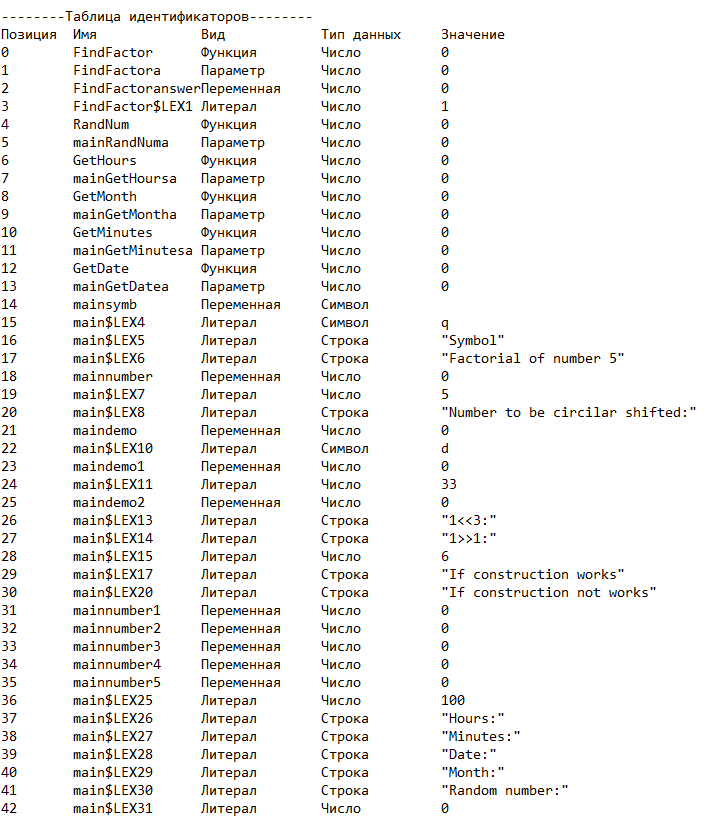 --------Таблица идентификаторов--------
Позиция Имя Вид Тип данных Значение
0 FindFactor Функция Число 0
1 FindFactora Параметр Число 0
2 FindFactoranswerПеременная Число 0
3 FindFactor$LEX1 Литерал Число 1
4 RandNum Функция Число 0
5 mainRandNuma Параметр Число 0
6 GetHours Функция Число 0
7 mainGetHoursa Параметр Число 0
8 GetMonth Функция Число 0
9 mainGetMontha Параметр Число 0
10 GetMinutes Функция Число 0
11 mainGetMinutesa Параметр Число 0
12 GetDate Функция Число 0
13 mainGetDatea Параметр Число 0
14 mainsymb Переменная Символ
15 main$LEX4 Литерал Символ q
16 main$LEX5 Литерал Строка "Symbol"
17 main$LEX6 Литерал Строка "Factorial of number 5"
18 mainnumber Переменная Число 0
19 main$LEX7 Литерал Число 5
20 main$LEX8 Литерал Строка "Number to be circilar shifted:"
21 maindemo Переменная Число 0
22 main$LEX10 Литерал Символ d
23 maindemo1 Переменная Число 0
24 main$LEX11 Литерал Число 33
25 maindemo2 Переменная Число 0
26 main$LEX13 Литерал Строка "1<<3:"
27 main$LEX14 Литерал Строка "1>>1:"
28 main$LEX15 Литерал Число 6
29 main$LEX17 Литерал Строка "If construction works"
30 main$LEX20 Литерал Строка "If construction not works"
31 mainnumber1 Переменная Число 0
32 mainnumber2 Переменная Число 0
33 mainnumber3 Переменная Число 0
34 mainnumber4 Переменная Число 0
35 mainnumber5 Переменная Число 0
36 main$LEX25 Литерал Число 100
37 main$LEX26 Литерал Строка "Hours:"
38 main$LEX27 Литерал Строка "Minutes:"
39 main$LEX28 Литерал Строка "Date:"
40 main$LEX29 Литерал Строка "Month:"
41 main$LEX30 Литерал Строка "Random number:"
42 main$LEX31 Литерал Число 0